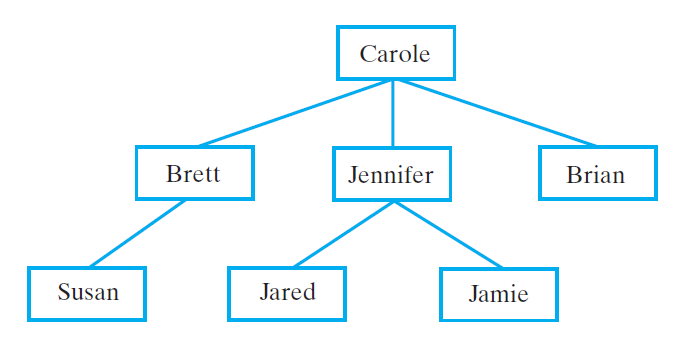 Carole
Brett
Jennifer
Brian
Susan
Jared
Jamie